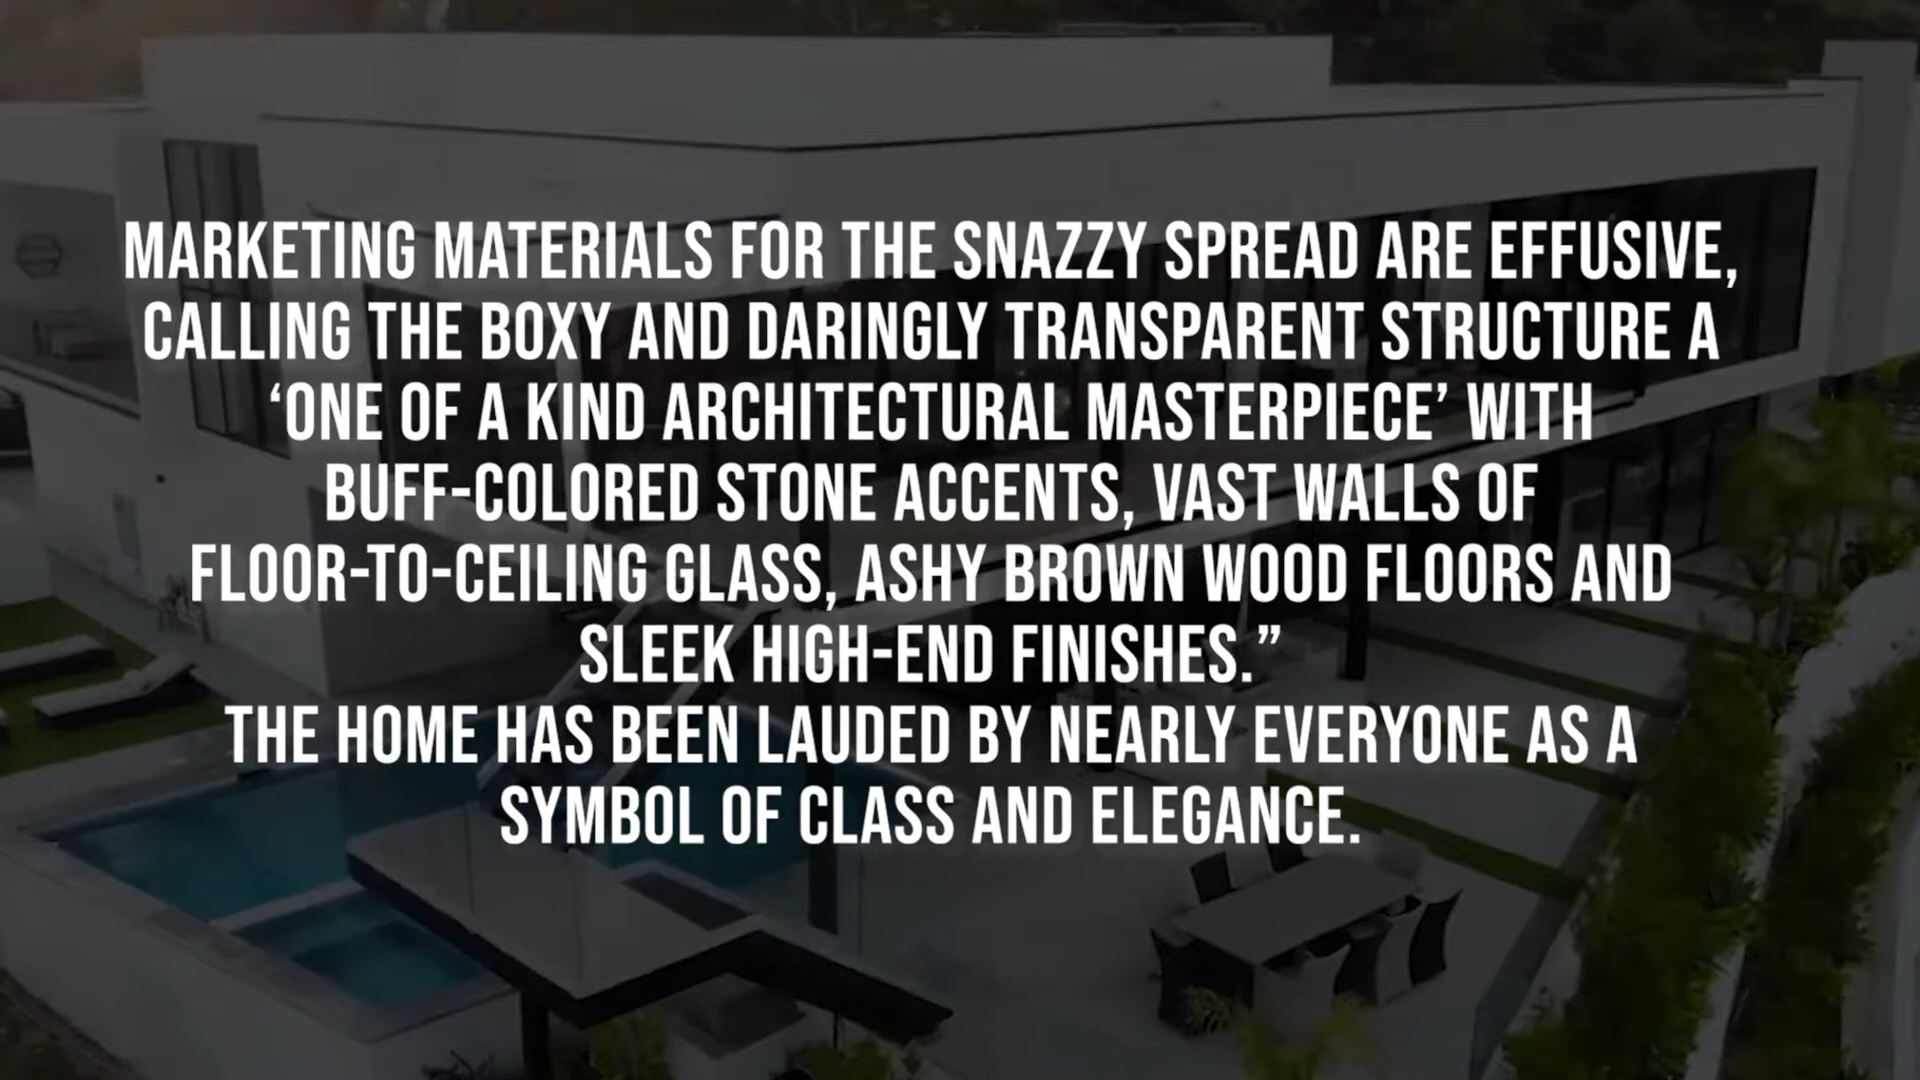 MARKETING MATERIALS FOR THE SNAZZY SPREAD ARE EFFUSIVE,
CALLING THE BOXY AND DARINGLY TRANSPARENT STRUCTURE A
‘ONE OF A KIND ARCHITECTURAL MASTERPIECE’ WITH
BUFF-COLORED STONE ACCENTS, VAST WALLS OF
FLOOR-TO-CEILING GLASS, ASHY BROWN WOOD FLOORS AND
SLEEK HIGH-END FINISHES.”
THE HOME HAS BEEN LAUDED BY NEARLY EVERYONE AS A
SYMBOL OF CLASS AND ELEGANCE.